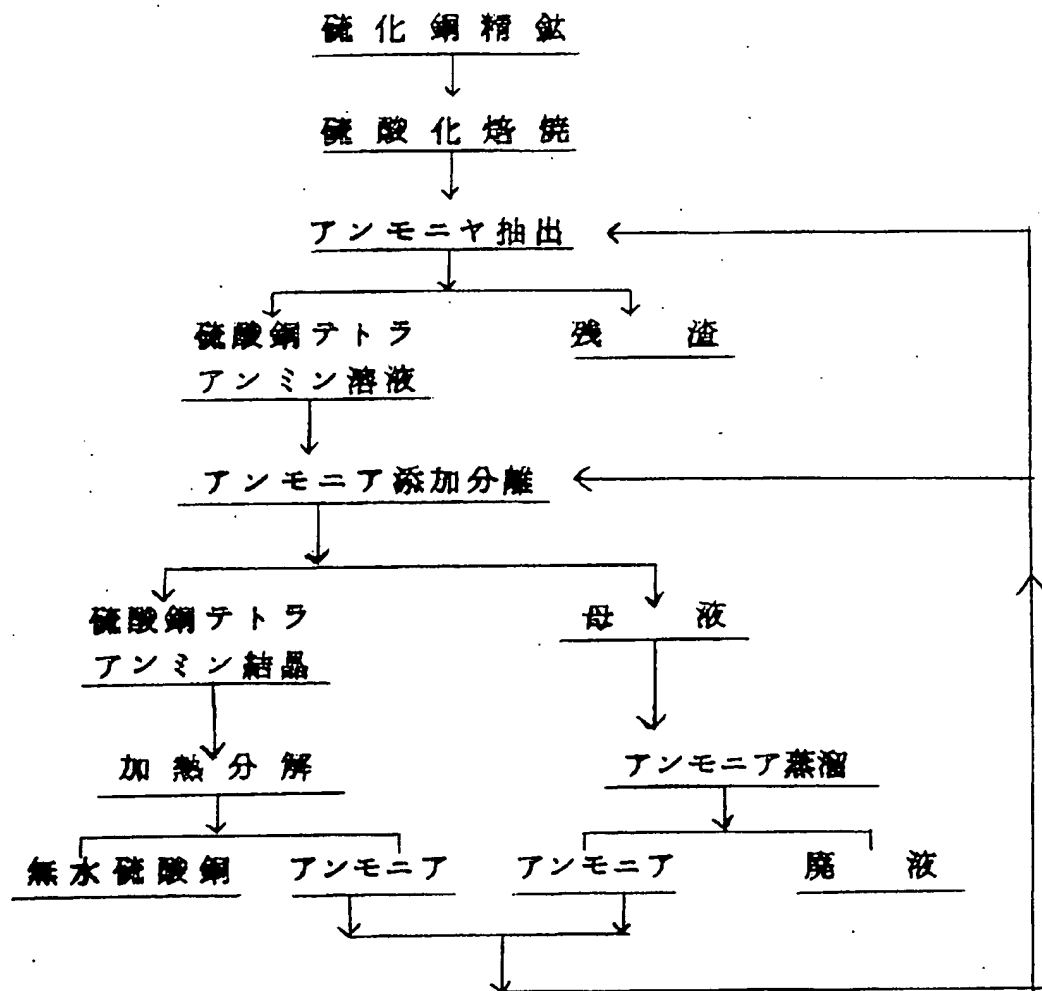 硫化銅精鉱
硫酸化焙焼
アンモニヤ抽出
硫酸銅テトラ
アンミン溶液
残渣
アンモニア添加分離
硫酸銅テトラ
アンミン結晶
母液
加熱分解
アンモニア蒸溜
無水硫酸銅
アンモニア
アンモニア
廃液